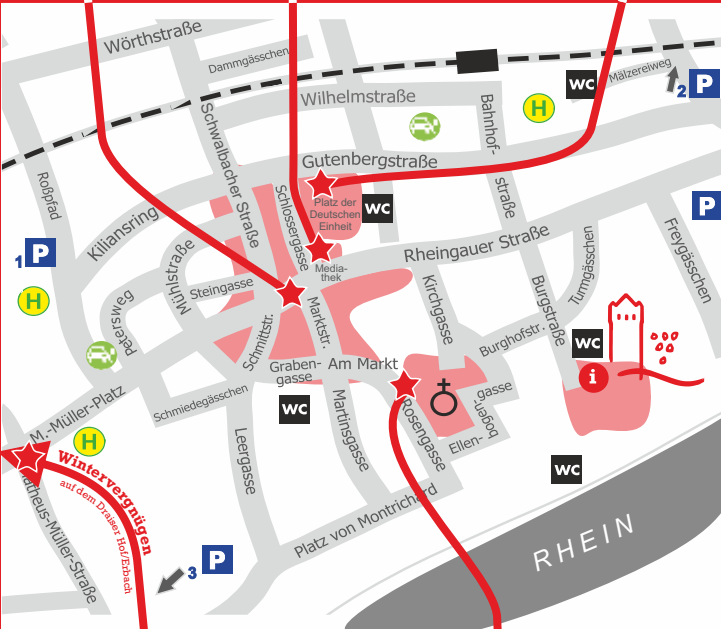 Wörthstraße
Dammgässchen
Mälzereiweg
WC
2 P
Wilhelmstraße
H
Bahnhof-
straße
Schwalbacher Straße
Gutenbergstraße
Roßpfad
Schlossergasse
Platz der
Deutschen
Einheit
WC
P
Kiliansring
Rheingauer Straße
Freygässchen
1 P
H
Mühlstraße
Media-
thek
Turmgässchen
Steingasse
Kirchgasse
Burgstraße
Petersweg
Schmittstr.
Marktstr.
Burghofstr.
WC
Graben-
gasse
Am Markt
i
M.-Müller-Platz
Schmiedegässchen
WC
Martinsgasse
Rosengasse
Ellen-
bogen-
gasse
H
Leergasse
Wintervergnügen
auf dem Draiser Hof/Erbach
WC
Matheus-Müller-Straße
Platz von Montrichard
RHEIN
3 P